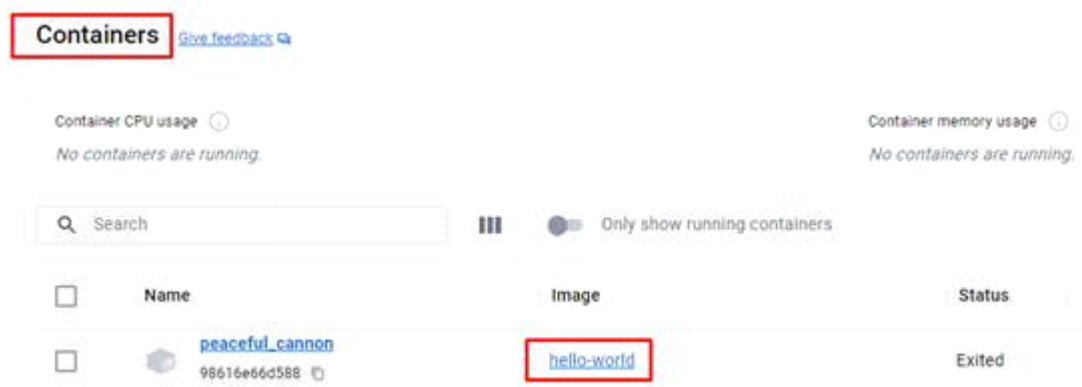 Containers Give feedback
Container CPU usage Container memory usage
No containers are running. No containers are running.
Search Only show running containers
Name Image Status
peaceful_cannon
98616e66d588 hello-world Exited